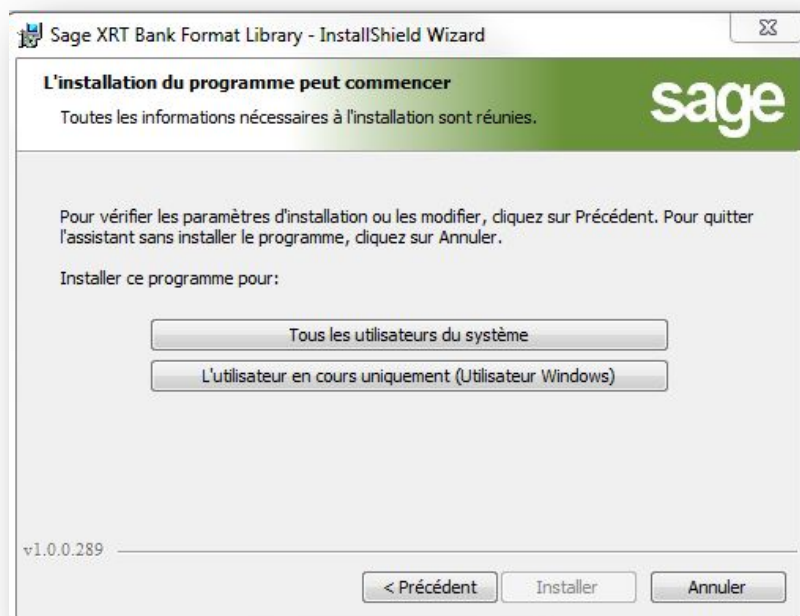 Sage XRT Bank Format Library - InstallShield Wizard
L'installation du programme peut commencer
Toutes les informations nécessaires à l'installation sont réunies.
sage
Pour vérifier les paramètres d'installation ou les modifier, cliquez sur Précédent. Pour quitter
l'assistant sans installer le programme, cliquez sur Annuler.
Installer ce programme pour:
Tous les utilisateurs du système
L'utilisateur en cours uniquement (Utilisateur Windows)
v1.0.0.289
< Précédent Installer Annuler